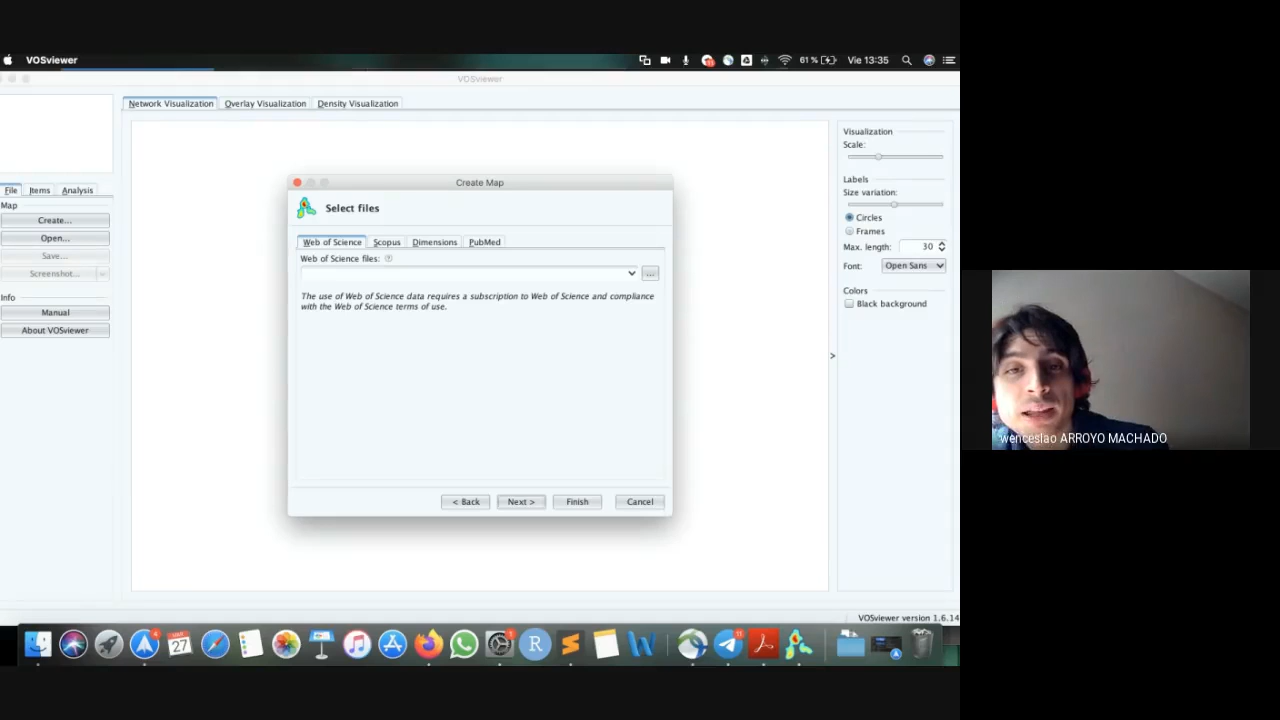 VOSviewer
61 %
Vie 13:35
VOSviewer
Network Visualization
Overlay Visualization
Density Visualization
File
Items
Analysis
Map
Create...
Open...
Save...
Screenshot...
Info
Manual
About VOSviewer
Create Map
Select files
Web of Science
Scopus
Dimensions
PubMed
Web of Science files:
...
The use of Web of Science data requires a subscription to Web of Science and compliance
with the Web of Science terms of use.
< Back
Next >
Finish
Cancel
Visualization
Scale:
Labels
Size variation:
Circles
Frames
Max. length:
30
Font:
Open Sans
Colors
Black background
>
VOSviewer version 1.6.14
27
R
W
wenceslao ARROYO MACHADO